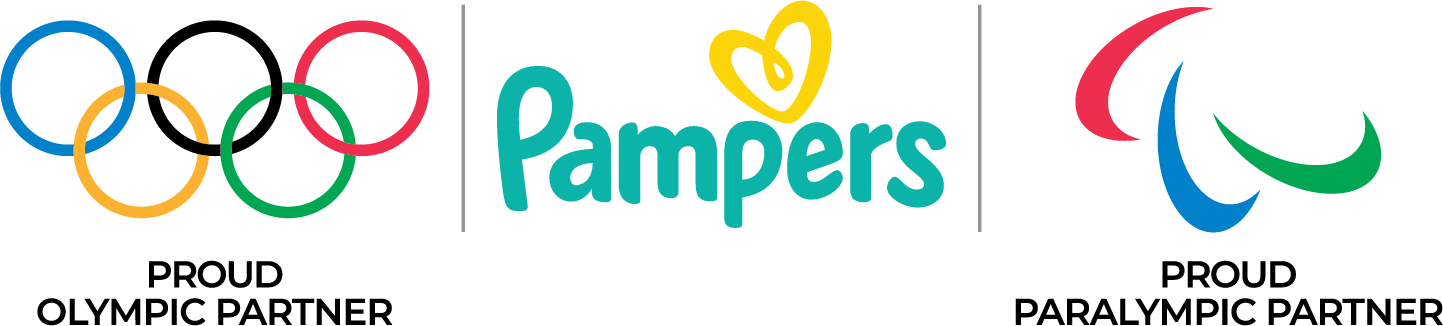 Pampers
PROUD
OLYMPIC PARTNER
PROUD
PARALYMPIC PARTNER